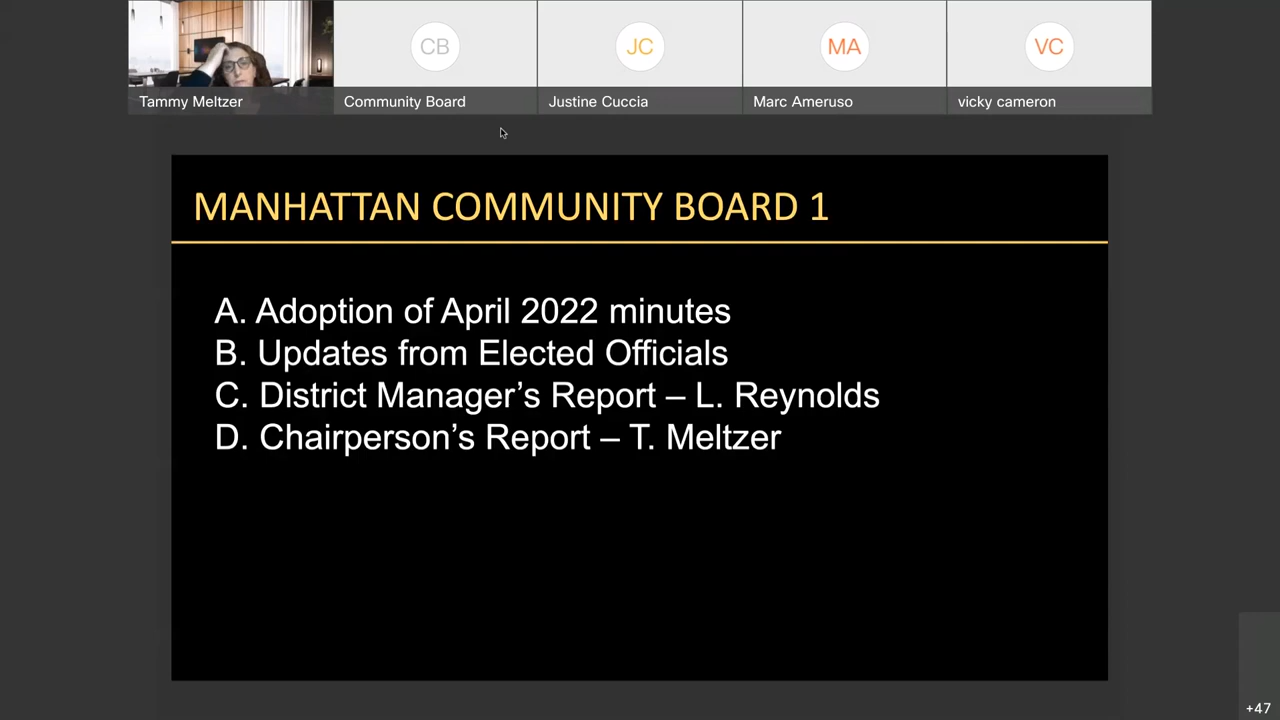 Tammy Meltzer
CB
Community Board
JC
Justine Cuccia
MA
Marc Ameruso
VC
vicky cameron
MANHATTAN COMMUNITY BOARD 1
A. Adoption of April 2022 minutes
B. Updates from Elected Officials
C. District Manager’s Report – L. Reynolds
D. Chairperson’s Report – T. Meltzer
+47